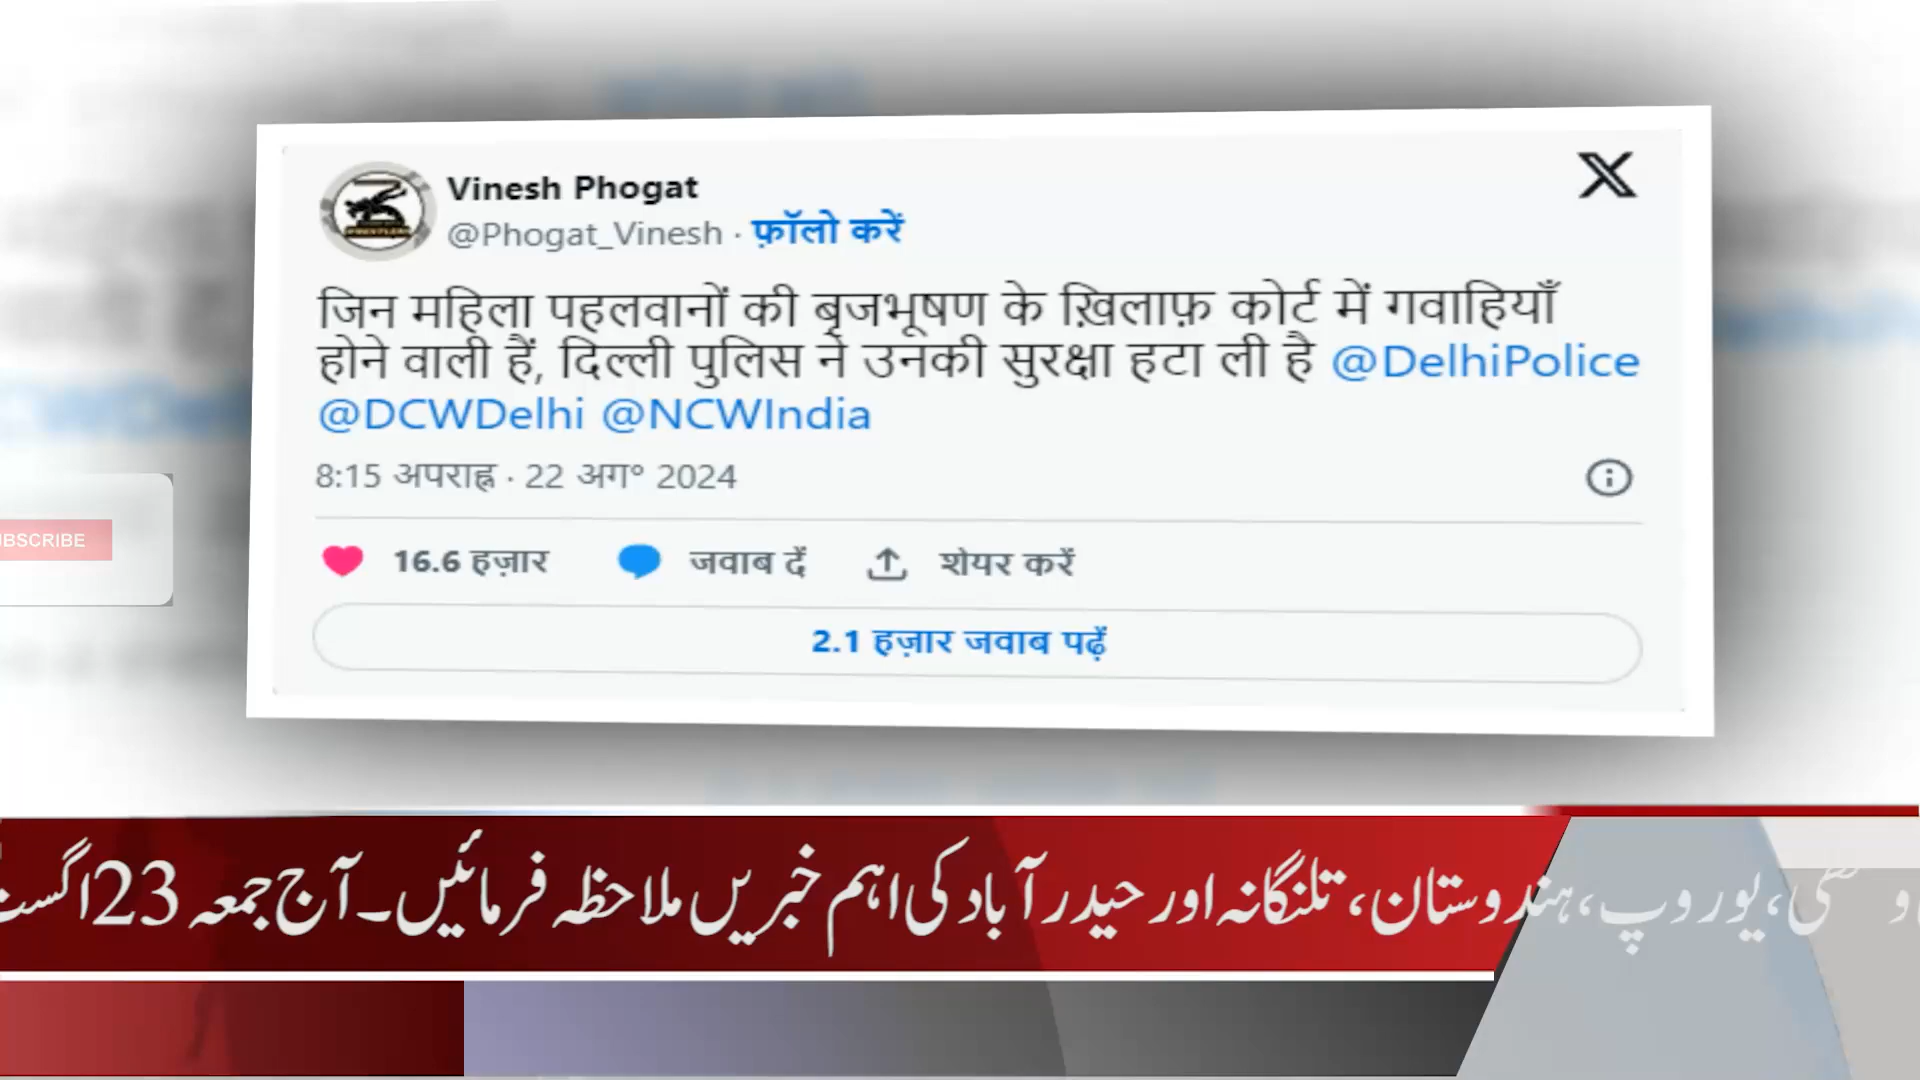 Vinesh Phogat
@Phogat_Vinesh · फ़ॉलो करें
जिन महिला पहलवानों की बृजभूषण के ख़िलाफ़ कोर्ट में गवाहियाँ
होने वाली हैं, दिल्ली पुलिस ने उनकी सुरक्षा हटा ली है @DelhiPolice
@DCWDelhi @NCWIndia
8:15 अपराह्न · 22 अग॰ 2024
16.6 हज़ार जवाब दें शेयर करें
2.1 हज़ार जवाब पढ़ें
یوروپ، ہندوستان، تلنگانہ اور حیدرآباد کی اہم خبریں ملاحظہ فرمائیں۔ آج جمعہ 23